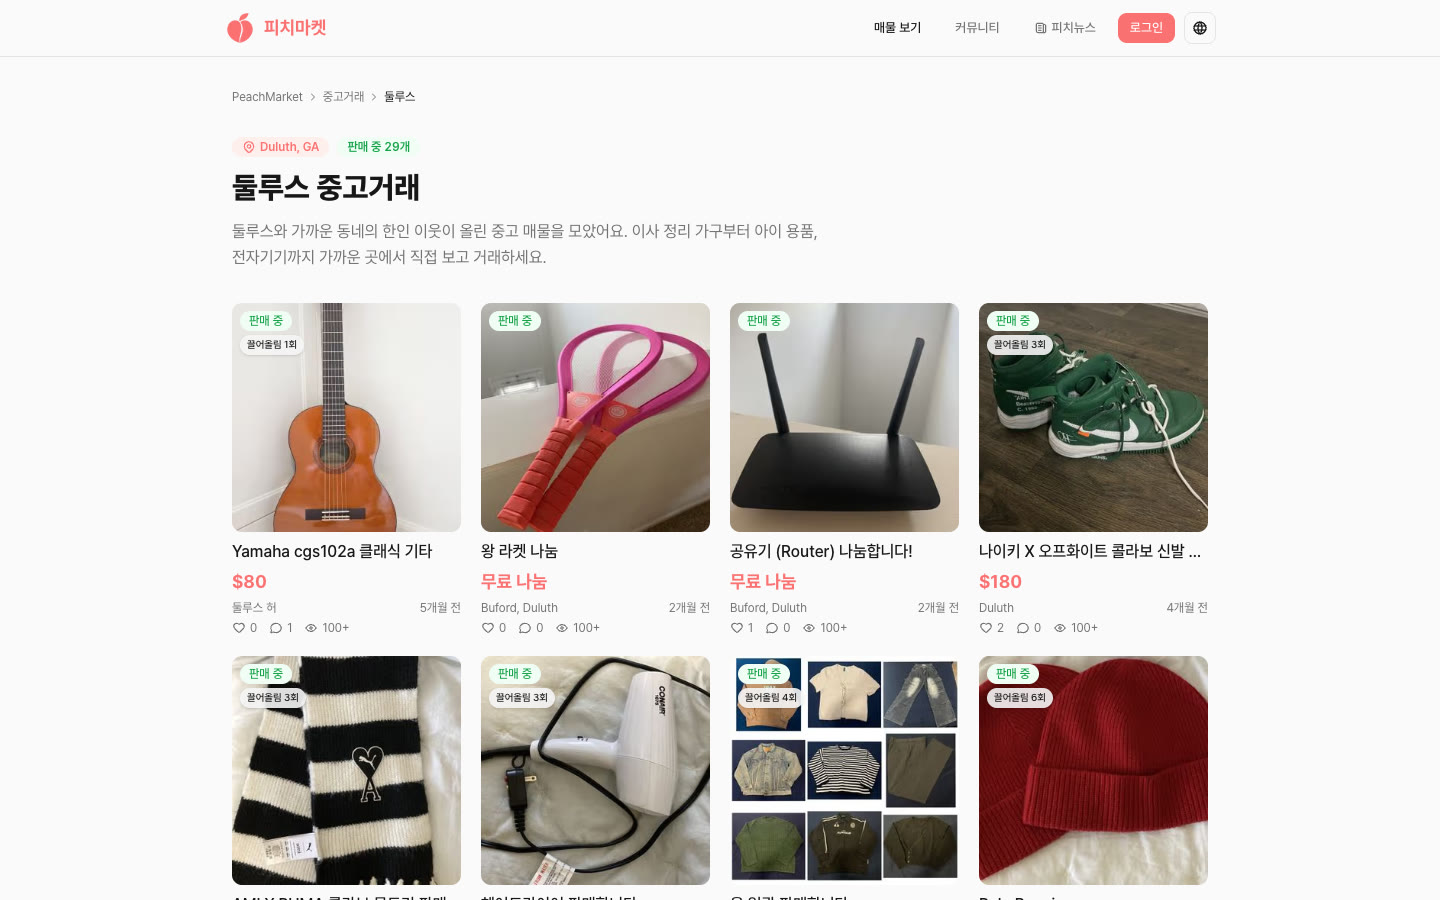 피치마켓
매물 보기
커뮤니티
피치뉴스
로그인
PeachMarket > 중고거래 > 둘루스
Duluth, GA
판매 중 29개
둘루스 중고거래
둘루스와 가까운 동네의 한인 이웃이 올린 중고 매물을 모았어요. 이사 정리 가구부터 아이 용품,
전자기기까지 가까운 곳에서 직접 보고 거래하세요.
판매 중
끌어올림 1회
Yamaha cgs102a 클래식 기타
$80
둘루스 허
5개월 전
0 1 100+
판매 중
왕 라켓 나눔
무료 나눔
Buford, Duluth
2개월 전
0 0 100+
판매 중
공유기 (Router) 나눔합니다!
무료 나눔
Buford, Duluth
2개월 전
1 0 100+
판매 중
끌어올림 3회
나이키 X 오프화이트 콜라보 신발 ...
$180
Duluth
4개월 전
2 0 100+
판매 중
끌어올림 3회
판매 중
끌어올림 3회
CONAIR
판매 중
끌어올림 4회
판매 중
끌어올림 6회